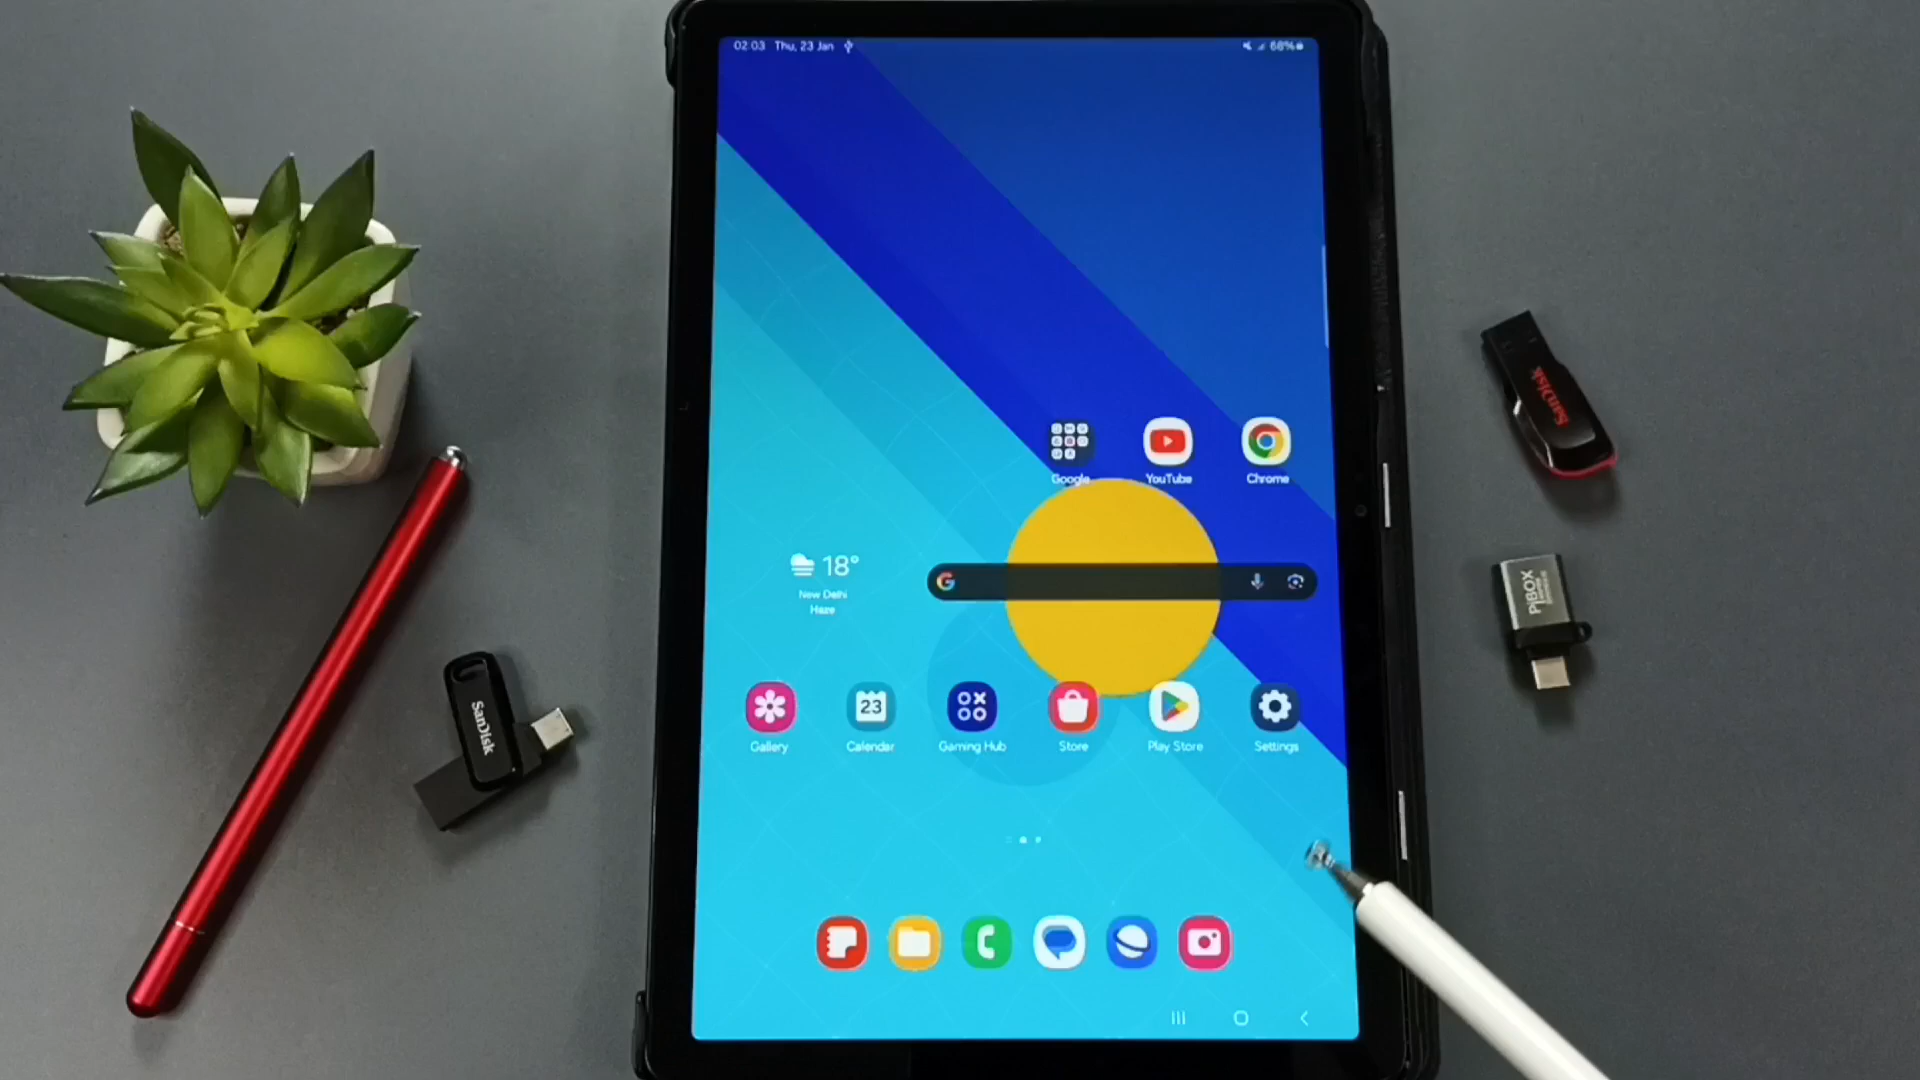 02:03 Thu, 23 Jan
68%
Google
YouTube
Chrome
18°
New Delhi
Haze
G
23
Gallery
Calendar
Gaming Hub
Store
Play Store
Settings
SanDisk
SanDisk
PiBOX